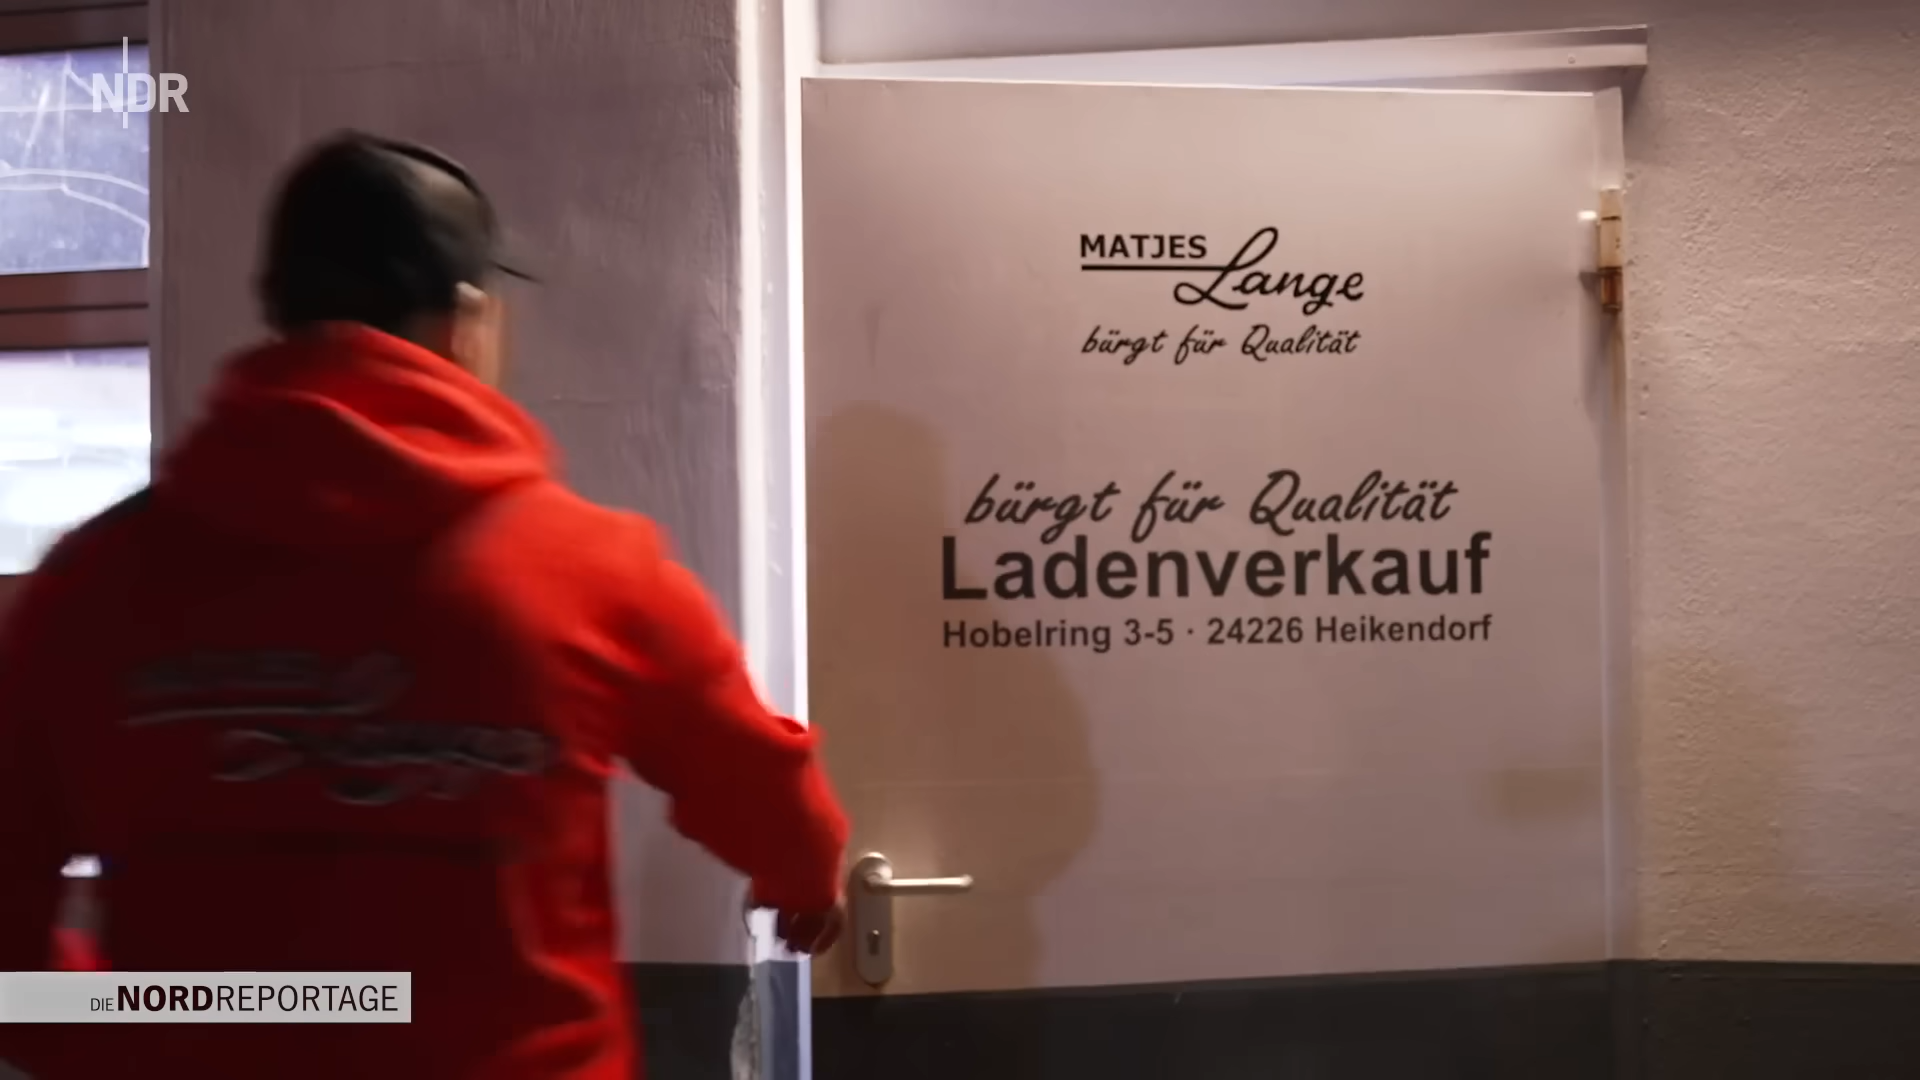 NDR
MATJES
Lange
bürgt für Qualität
bürgt für Qualität
Ladenverkauf
Hobelring 3-5 · 24226 Heikendorf
DIE NORDREPORTAGE